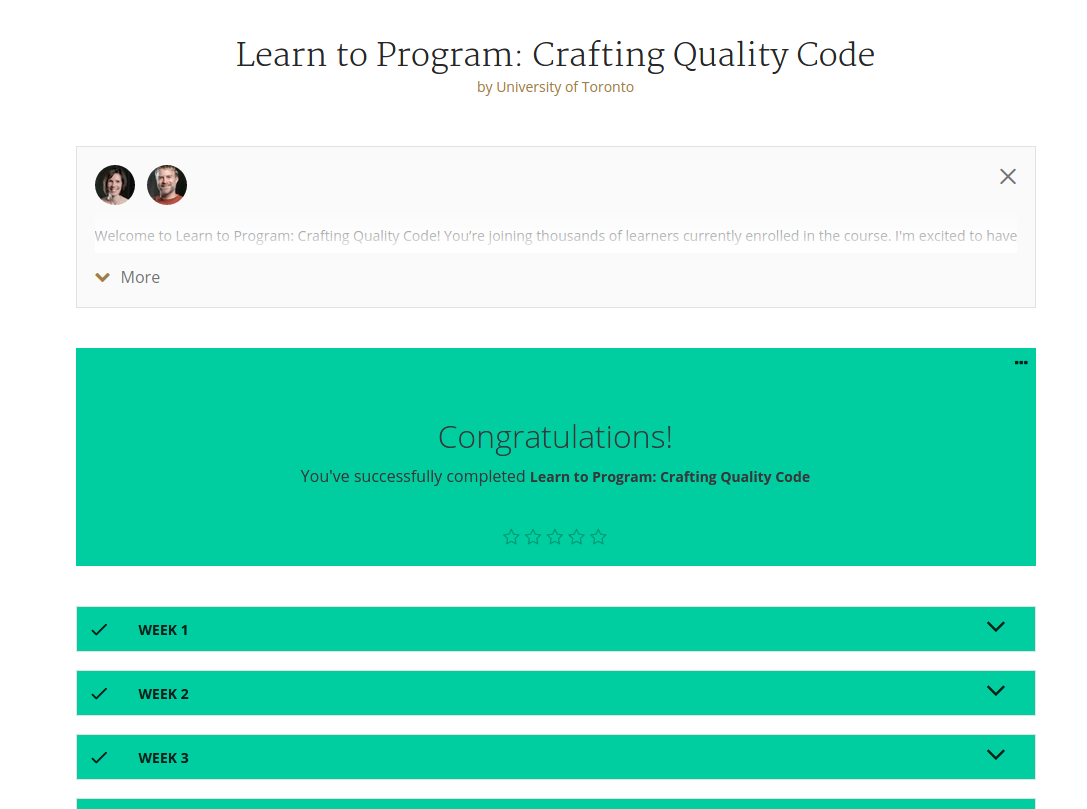 Learn to Program: Crafting Quality Code
by University of Toronto
Welcome to Learn to Program: Crafting Quality Code! You're joining thousands of learners currently enrolled in the course. I'm excited to have
More
Congratulations!
You've successfully completed Learn to Program: Crafting Quality Code
WEEK 1
WEEK 2
WEEK 3